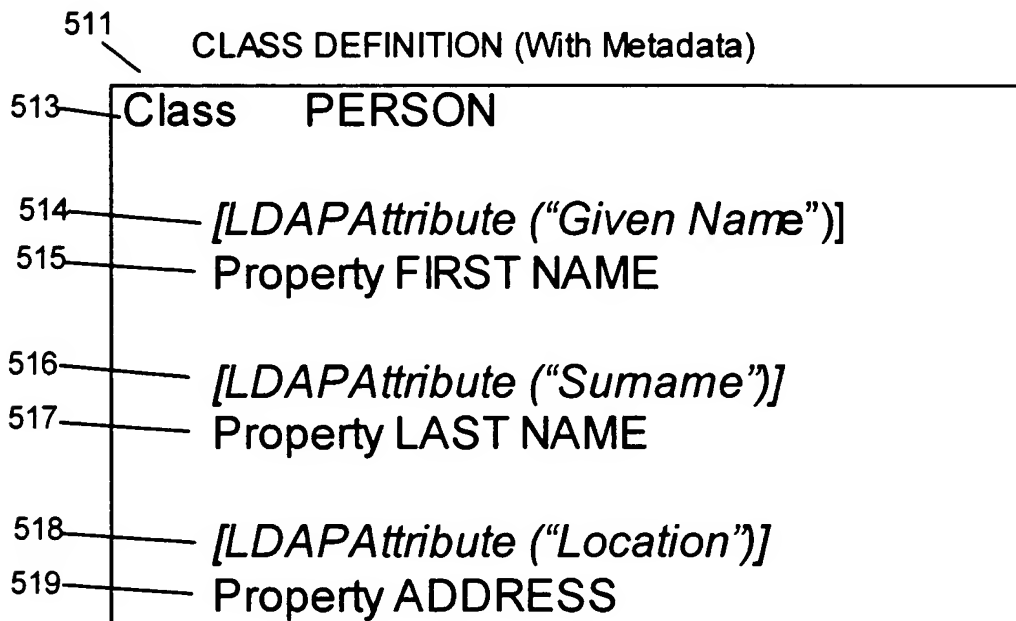 511
CLASS DEFINITION (With Metadata)
513 Class PERSON
514 [LDAPAttribute (“Given Name”)]
515 Property FIRST NAME
516 [LDAPAttribute (“Surname”)]
517 Property LAST NAME
518 [LDAPAttribute (“Location”)]
519 Property ADDRESS